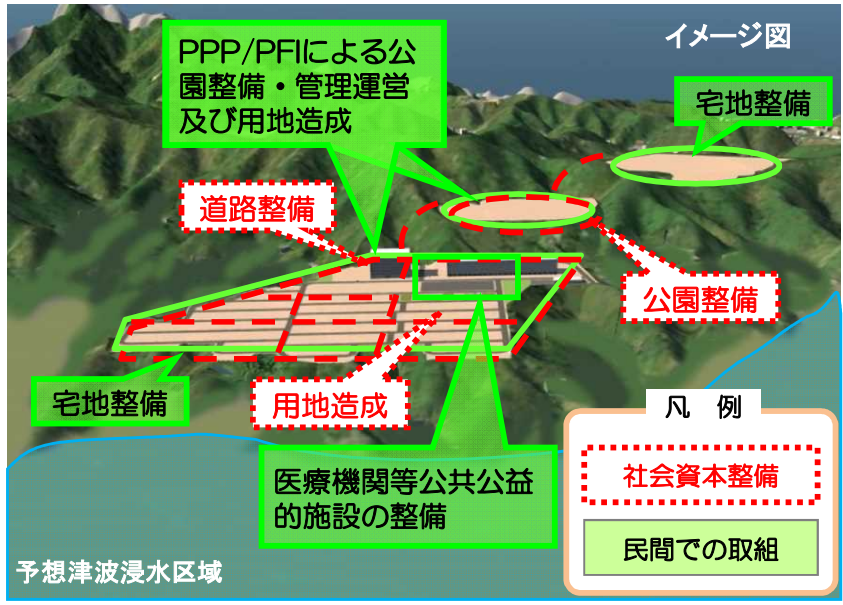 イメージ図
PPP/PFIによる公
園整備・管理運営
及び用地造成
宅地整備
道路整備
公園整備
宅地整備
用地造成
医療機関等公共公益
的施設の整備
凡 例
社会資本整備
民間での取組
予想津波浸水区域